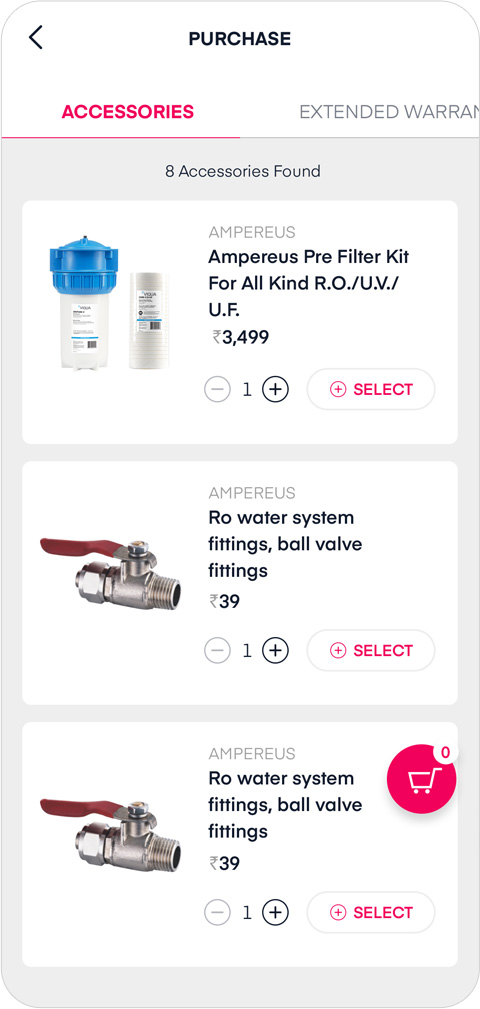 PURCHASE
ACCESSORIES
EXTENDED WARRAN
8 Accessories Found
AMPEREUS
Ampereus Pre Filter Kit
For All Kind R.O./U.V./
U.F.
₹3,499
1
SELECT
VIQUA
VIQUA
AMPEREUS
Ro water system
fittings, ball valve
fittings
₹39
1
SELECT
AMPEREUS
0
Ro water system
fittings, ball valve
fittings
₹39
1
SELECT